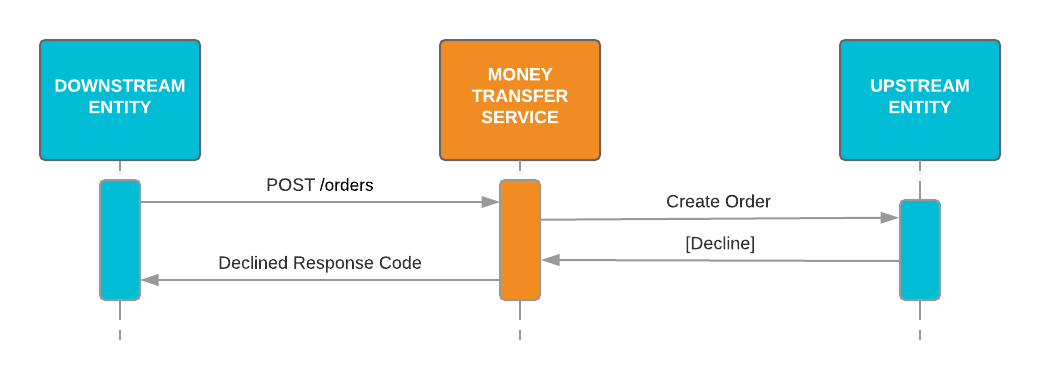 DOWNSTREAM
ENTITY
MONEY
TRANSFER
SERVICE
UPSTREAM
ENTITY
POST /orders
Create Order
[Decline]
Declined Response Code